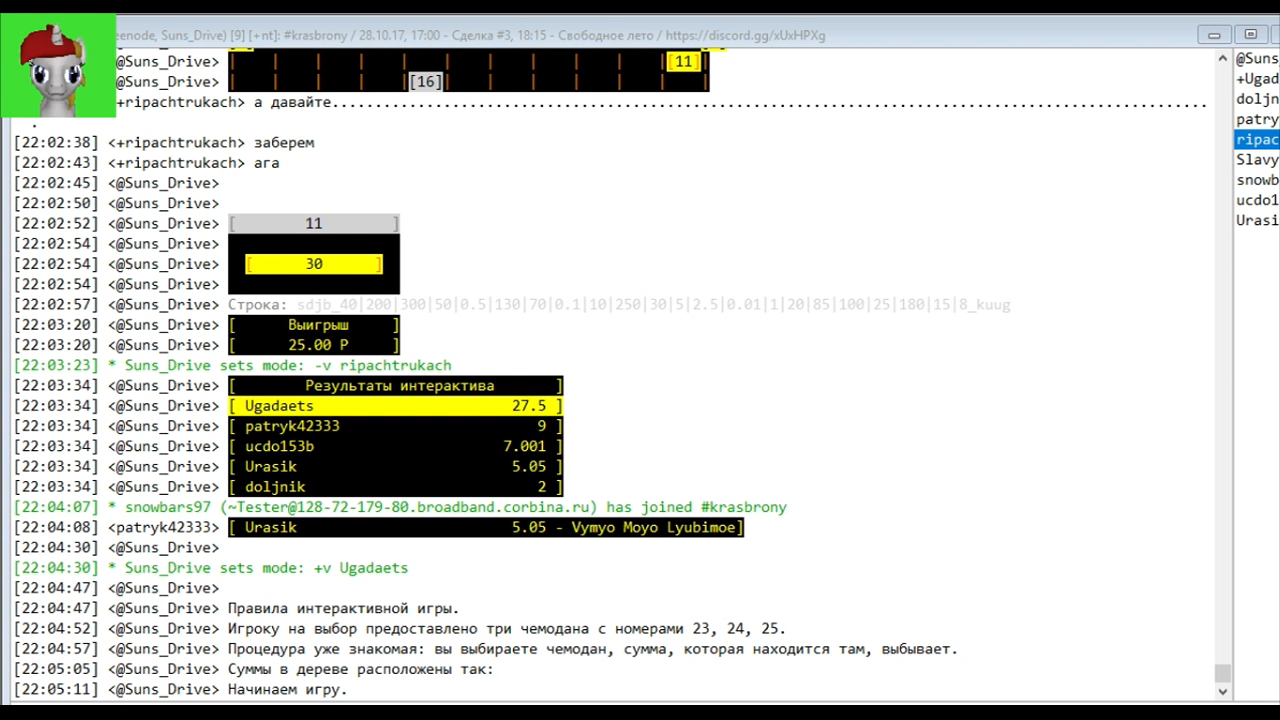 eenode, Suns_Drive) [9] [+nt]: #krasbrony / 28.10.17, 17:00 - Сделка #3, 18:15 - Свободное лето / https://discord.gg/xUxHPXg
@Suns_Drive> | | | | | | | | | | [11]|
@Suns_Drive> | | | | [16]| | | | | | |
+ripachtrukach> а давайте........................................................................................................
.
[22:02:38] <+ripachtrukach> заберем
[22:02:43] <+ripachtrukach> ага
[22:02:45] <@Suns_Drive>
[22:02:50] <@Suns_Drive>
[22:02:52] <@Suns_Drive> [ 11 ]
[22:02:54] <@Suns_Drive>
[22:02:54] <@Suns_Drive> [ 30 ]
[22:02:54] <@Suns_Drive>
[22:02:57] <@Suns_Drive> Строка: sdjb_40|200|300|50|0.5|130|70|0.1|10|250|30|5|2.5|0.01|1|20|85|100|25|180|15|8_kuug
[22:03:20] <@Suns_Drive> [ Выигрыш ]
[22:03:20] <@Suns_Drive> [ 25.00 Р ]
[22:03:23] * Suns_Drive sets mode: -v ripachtrukach
[22:03:34] <@Suns_Drive> [ Результаты интерактива ]
[22:03:34] <@Suns_Drive> [ Ugadaets 27.5 ]
[22:03:34] <@Suns_Drive> [ patryk42333 9 ]
[22:03:34] <@Suns_Drive> [ ucdo153b 7.001 ]
[22:03:34] <@Suns_Drive> [ Urasik 5.05 ]
[22:03:34] <@Suns_Drive> [ doljnik 2 ]
[22:04:07] * snowbars97 (~Tester@128-72-179-80.broadband.corbina.ru) has joined #krasbrony
[22:04:08] <patryk42333> [ Urasik 5.05 - Vymyo Moyo Lyubimoe]
[22:04:30] <@Suns_Drive>
[22:04:30] * Suns_Drive sets mode: +v Ugadaets
[22:04:47] <@Suns_Drive>
[22:04:47] <@Suns_Drive> Правила интерактивной игры.
[22:04:52] <@Suns_Drive> Игроку на выбор предоставлено три чемодана с номерами 23, 24, 25.
[22:04:57] <@Suns_Drive> Процедура уже знакомая: вы выбираете чемодан, сумма, которая находится там, выбывает.
[22:05:05] <@Suns_Drive> Суммы в дереве расположены так:
[22:05:11] <@Suns_Drive> Начинаем игру.
@Suns
+Ugad
doljn
patry
ripac
Slavy
snowb
ucdo1
Urasi